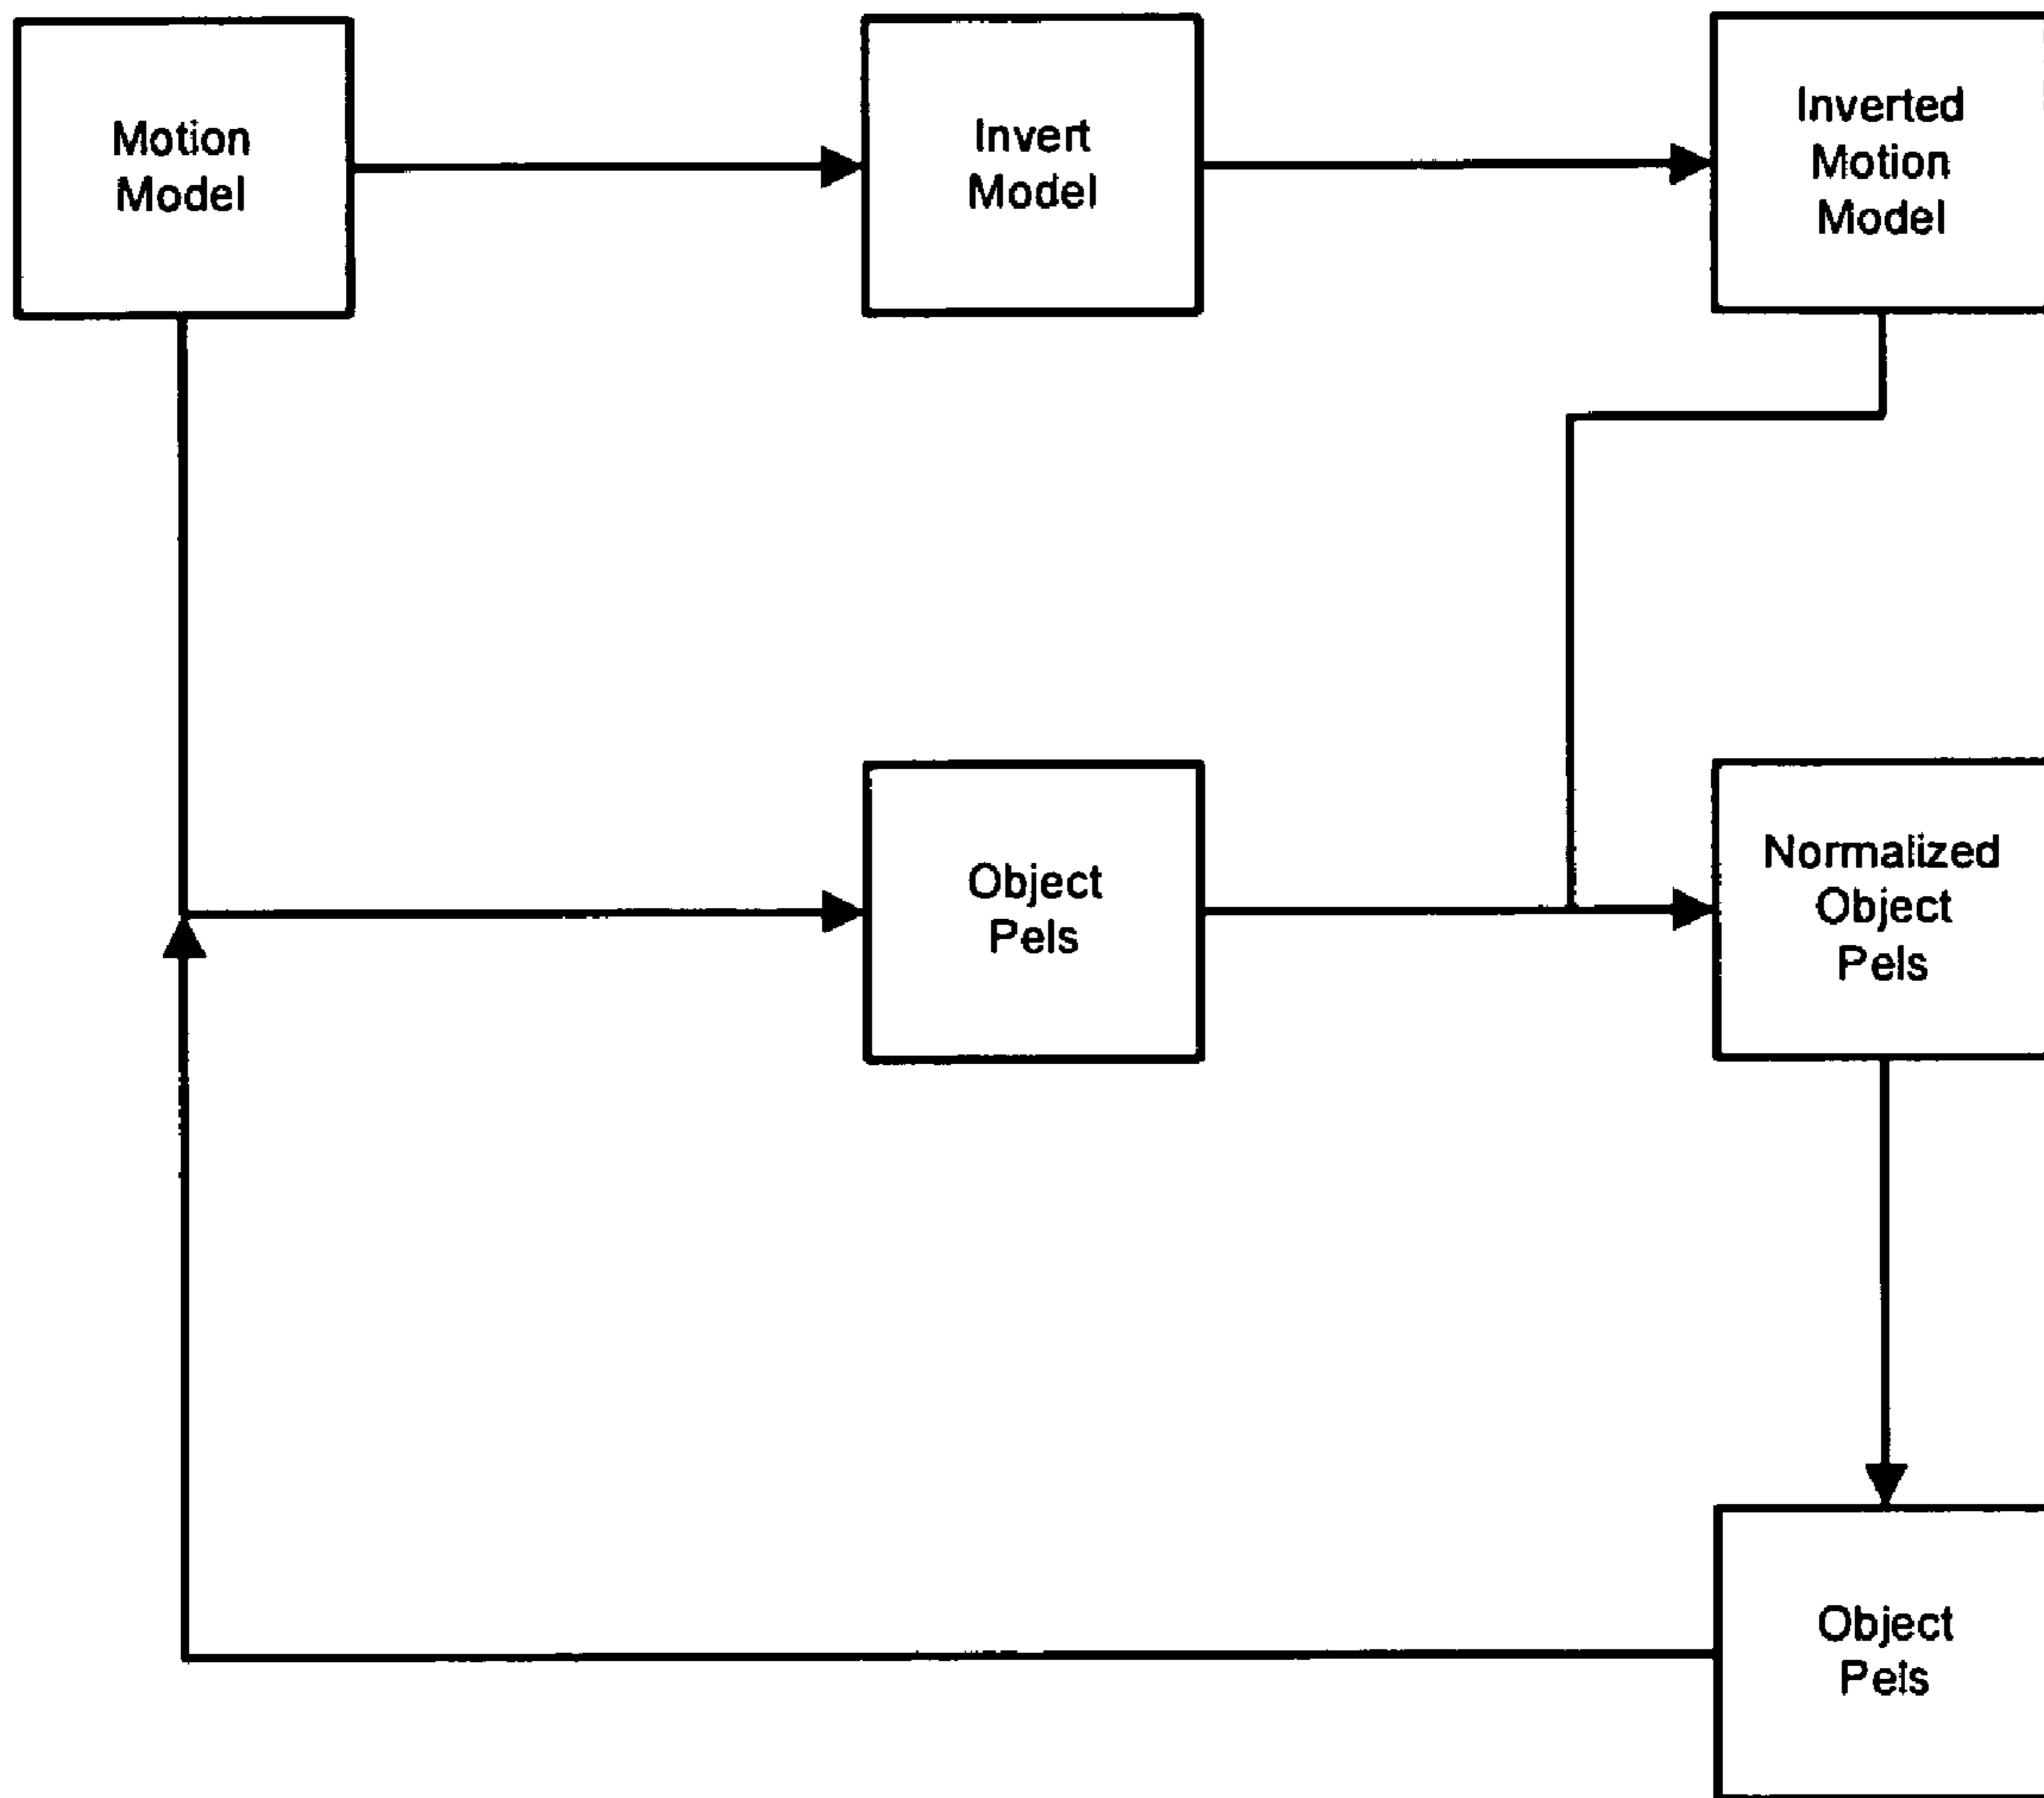 Motion
Model
Invert
Model
Inverted
Motion
Model
Object
Pels
Normalized
Object
Pels
Object
Pels